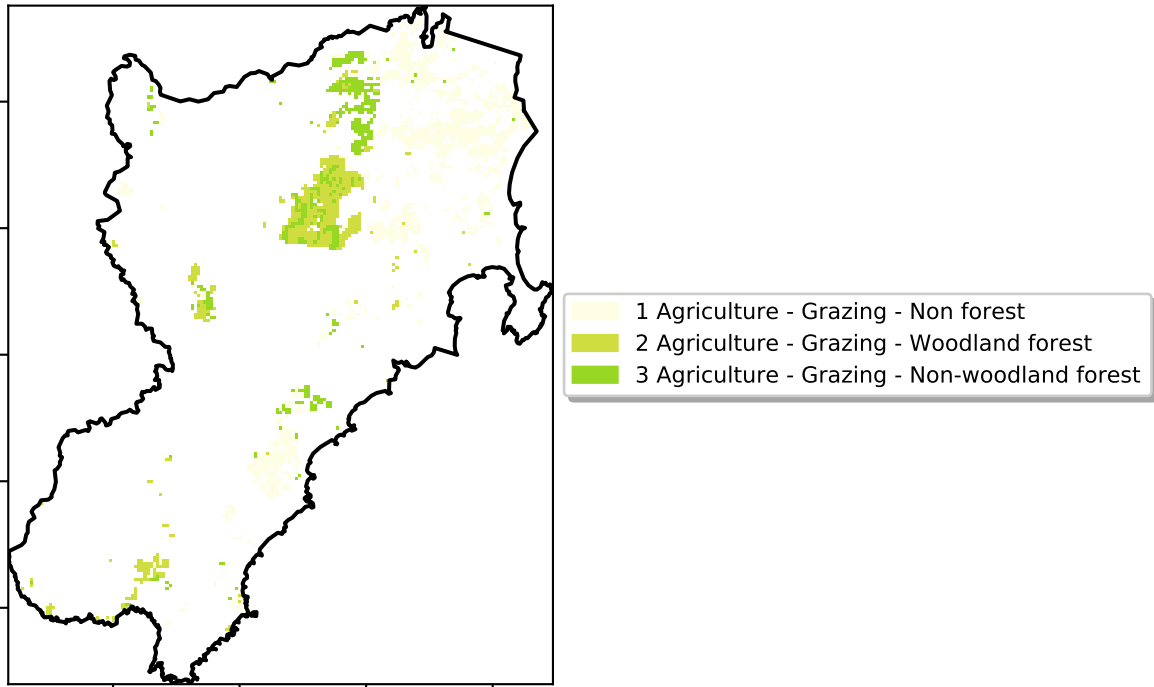 1 Agriculture - Grazing - Non forest
2 Agriculture - Grazing - Woodland forest
3 Agriculture - Grazing - Non-woodland forest